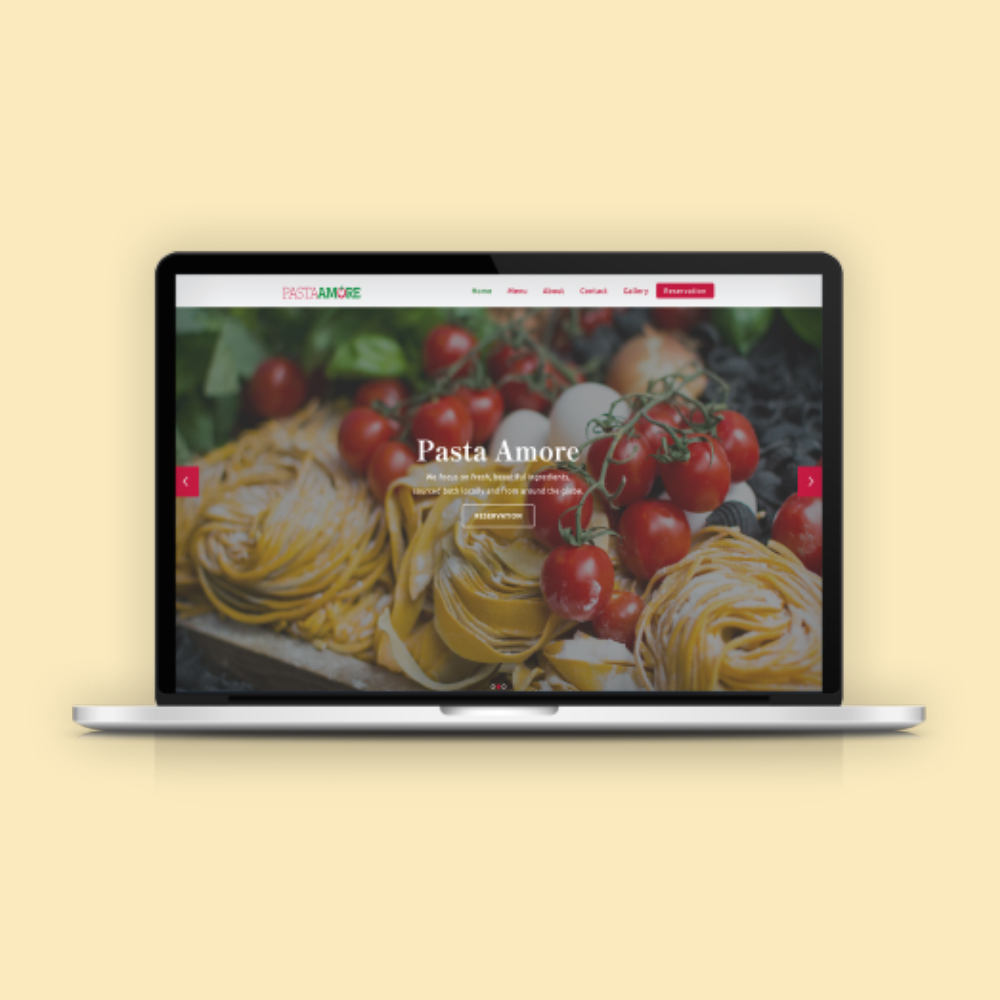 PASTAAMORE
Home Menu About Contact Gallery Reservation
Pasta Amore
We focus on fresh, beautiful ingredients,
sourced both locally and from around the globe.
RESERVATION